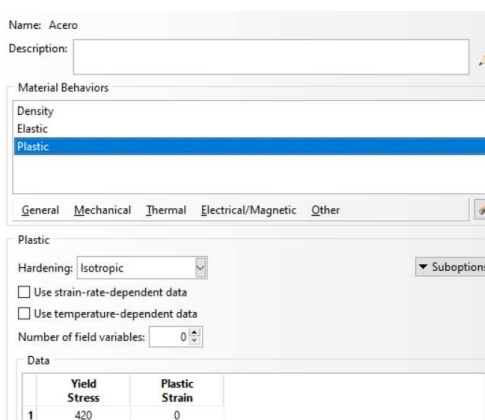 Name: Acero
Description:
Material Behaviors
Density
Elastic
Plastic
General Mechanical Thermal Electrical/Magnetic Other
Plastic
Hardening: Isotropic
Suboptions
Use strain-rate-dependent data
Use temperature-dependent data
Number of field variables: 0
Data
Yield Stress Plastic Strain
1 420 0